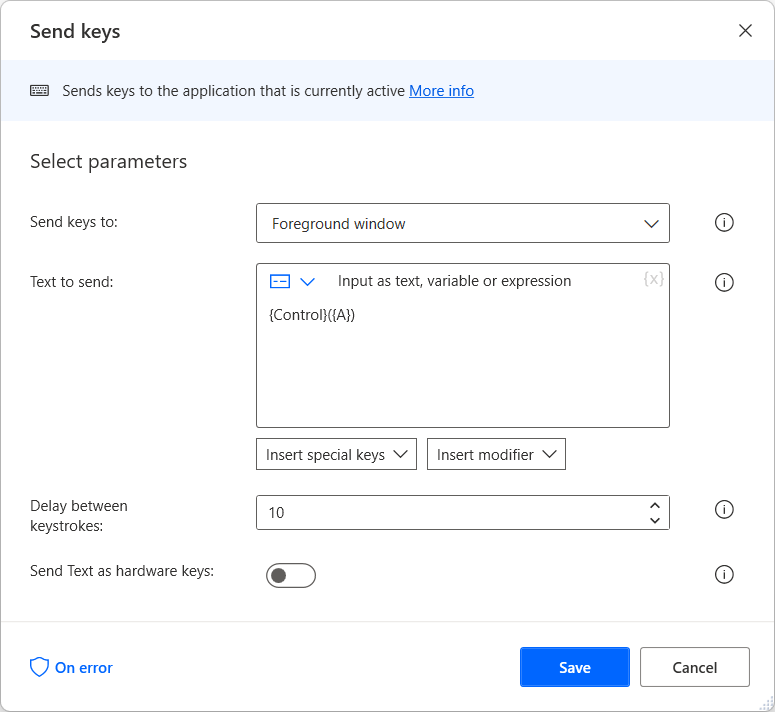 Send keys
Sends keys to the application that is currently active More info
Select parameters
Send keys to:
Foreground window
Text to send:
Input as text, variable or expression
{x}
{Control}({A})
Insert special keys
Insert modifier
Delay between
keystrokes:
10
Send Text as hardware keys:
On error
Save
Cancel